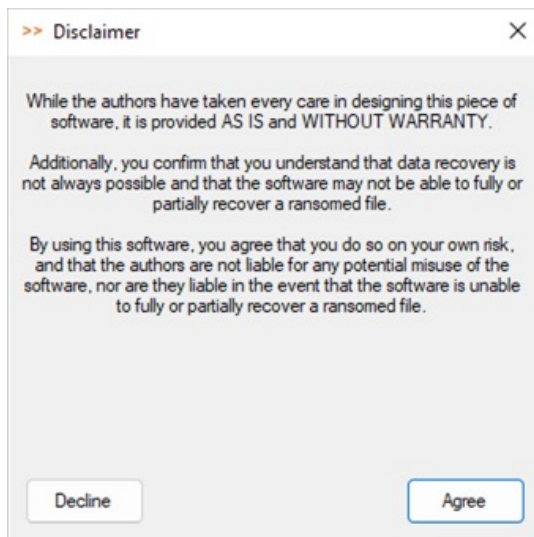 >> Disclaimer
While the authors have taken every care in designing this piece of
software, it is provided AS IS and WITHOUT WARRANTY.
Additionally, you confirm that you understand that data recovery is
not always possible and that the software may not be able to fully or
partially recover a ransomed file.
By using this software, you agree that you do so on your own risk,
and that the authors are not liable for any potential misuse of the
software, nor are they liable in the event that the software is unable
to fully or partially recover a ransomed file.
Decline
Agree